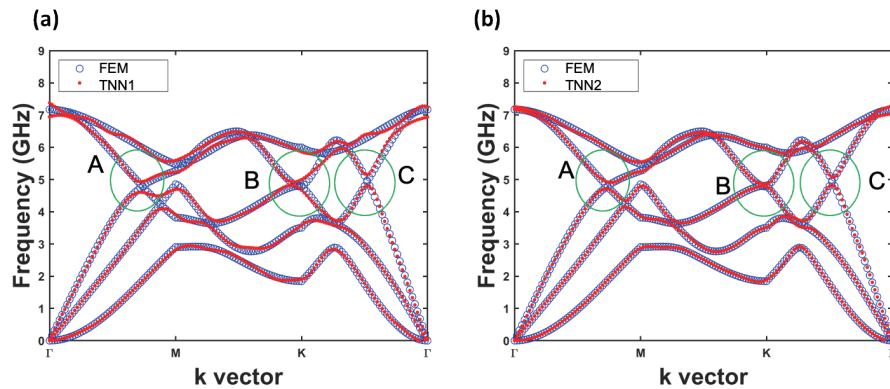 (a)
(b)
FEM
TNN1
A
B
C
Frequency (GHz)
9
8
7
6
5
4
3
2
1
0
Γ
M
K
Γ
k vector
FEM
TNN2
A
B
C
Frequency (GHz)
9
8
7
6
5
4
3
2
1
0
Γ
M
K
k vector